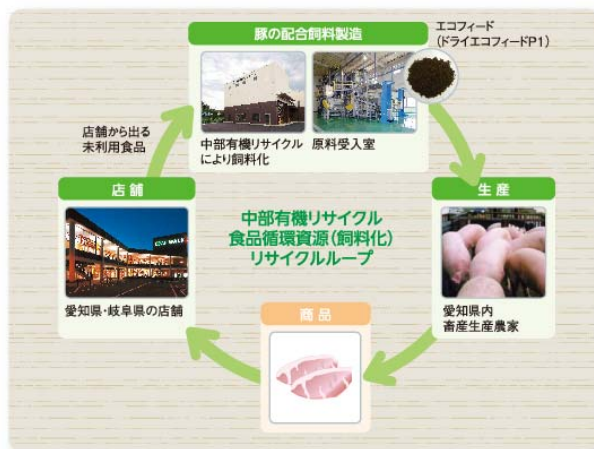 豚の配合飼料製造
エコフィード
(ドライエコフィードP1)
店舗から出る
未利用食品
中部有機リサイクル
により飼料化
原料受入室
店舗
生産
中部有機リサイクル
食品循環資源(飼料化)
リサイクルループ
愛知県・岐阜県の店舗
商品
愛知県内
畜産生産農家